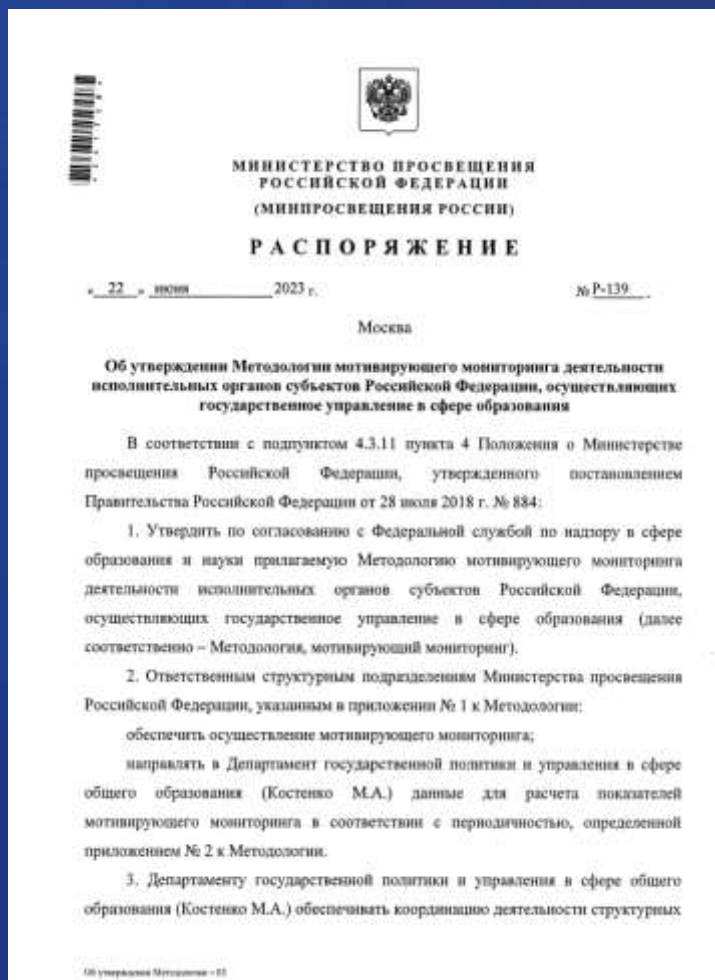 МИНИСТЕРСТВО ПРОСВЕЩЕНИЯ
РОССИЙСКОЙ ФЕДЕРАЦИИ
(МИНПРОСВЕЩЕНИЯ РОССИИ)
РАСПОРЯЖЕНИЕ
« 22 » июня 2023 г. № Р-139.
Москва
Об утверждении Методологии мотивирующего мониторинга деятельности
исполнительных органов субъектов Российской Федерации, осуществляющих
государственное управление в сфере образования
В соответствии с подпунктом 4.3.11 пункта 4 Положения о Министерстве
просвещения Российской Федерации, утвержденного постановлением
Правительства Российской Федерации от 28 июля 2018 г. № 884:
1. Утвердить по согласованию с Федеральной службой по надзору в сфере
образования и науки прилагаемую Методологию мотивирующего мониторинга
деятельности исполнительных органов субъектов Российской Федерации,
осуществляющих государственное управление в сфере образования (далее
соответственно – Методология, мотивирующий мониторинг).
2. Ответственным структурным подразделениям Министерства просвещения
Российской Федерации, указанным в приложении № 1 к Методологии:
обеспечить осуществление мотивирующего мониторинга;
направлять в Департамент государственной политики и управления в сфере
общего образования (Костенко М.А.) данные для расчета показателей
мотивирующего мониторинга в соответствии с периодичностью, определенной
приложением № 2 к Методологии.
3. Департаменту государственной политики и управления в сфере общего
образования (Костенко М.А.) обеспечивать координацию деятельности структурных
Об утверждении Методологии – 03